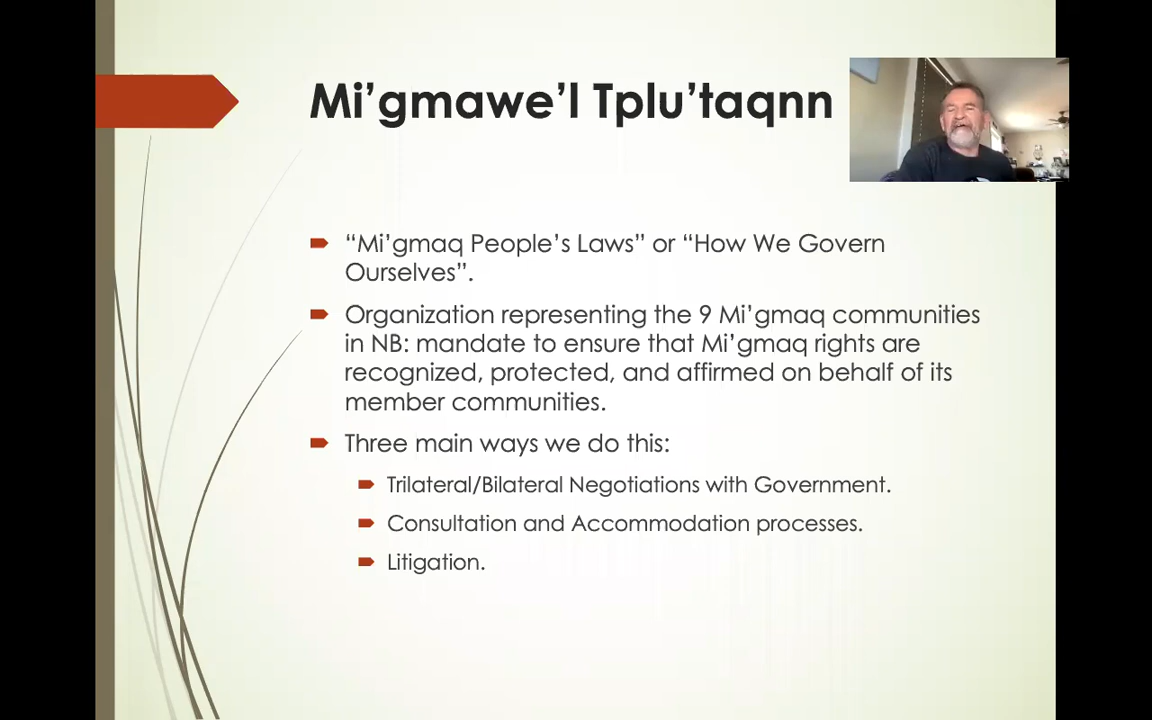 Mi’gmawe’l Tplu’taqnn
“Mi’gmaq People’s Laws” or “How We Govern
Ourselves”.
Organization representing the 9 Mi’gmaq communities
in NB: mandate to ensure that Mi’gmaq rights are
recognized, protected, and affirmed on behalf of its
member communities.
Three main ways we do this:
Trilateral/Bilateral Negotiations with Government.
Consultation and Accommodation processes.
Litigation.